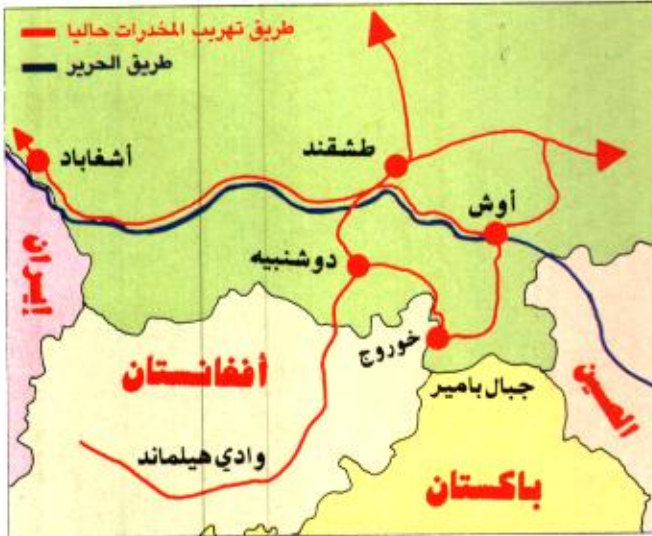 طريق تهريب المخدرات حاليا
طريق الحرير
أشغاباد
طشقند
أوش
إيران
دوشنبيه
خوروج
أفغانستان
جبال بامير
الصين
وادي هيلماند
باكستان